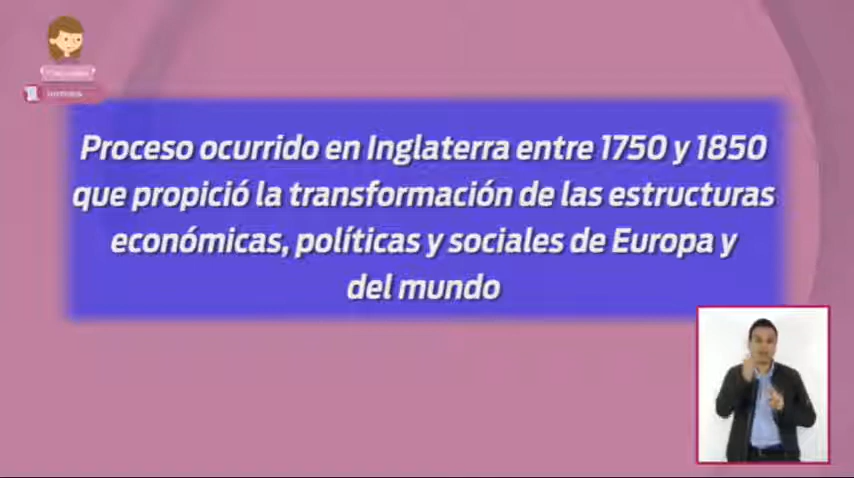 Proceso ocurrido en Inglaterra entre 1750 y 1850
que propició la transformación de las estructuras
económicas, políticas y sociales de Europa y
del mundo